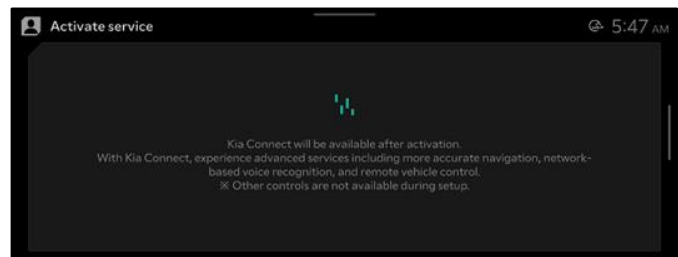 Activate service
5:47 AM
Kia Connect will be available after activation.
With Kia Connect, experience advanced services including more accurate navigation, network-
based voice recognition, and remote vehicle control.
※ Other controls are not available during setup.